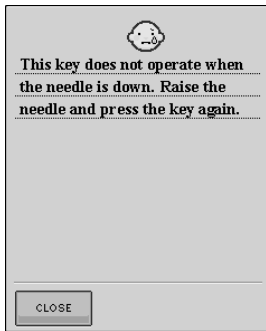 This key does not operate when
the needle is down. Raise the
needle and press the key again.
CLOSE